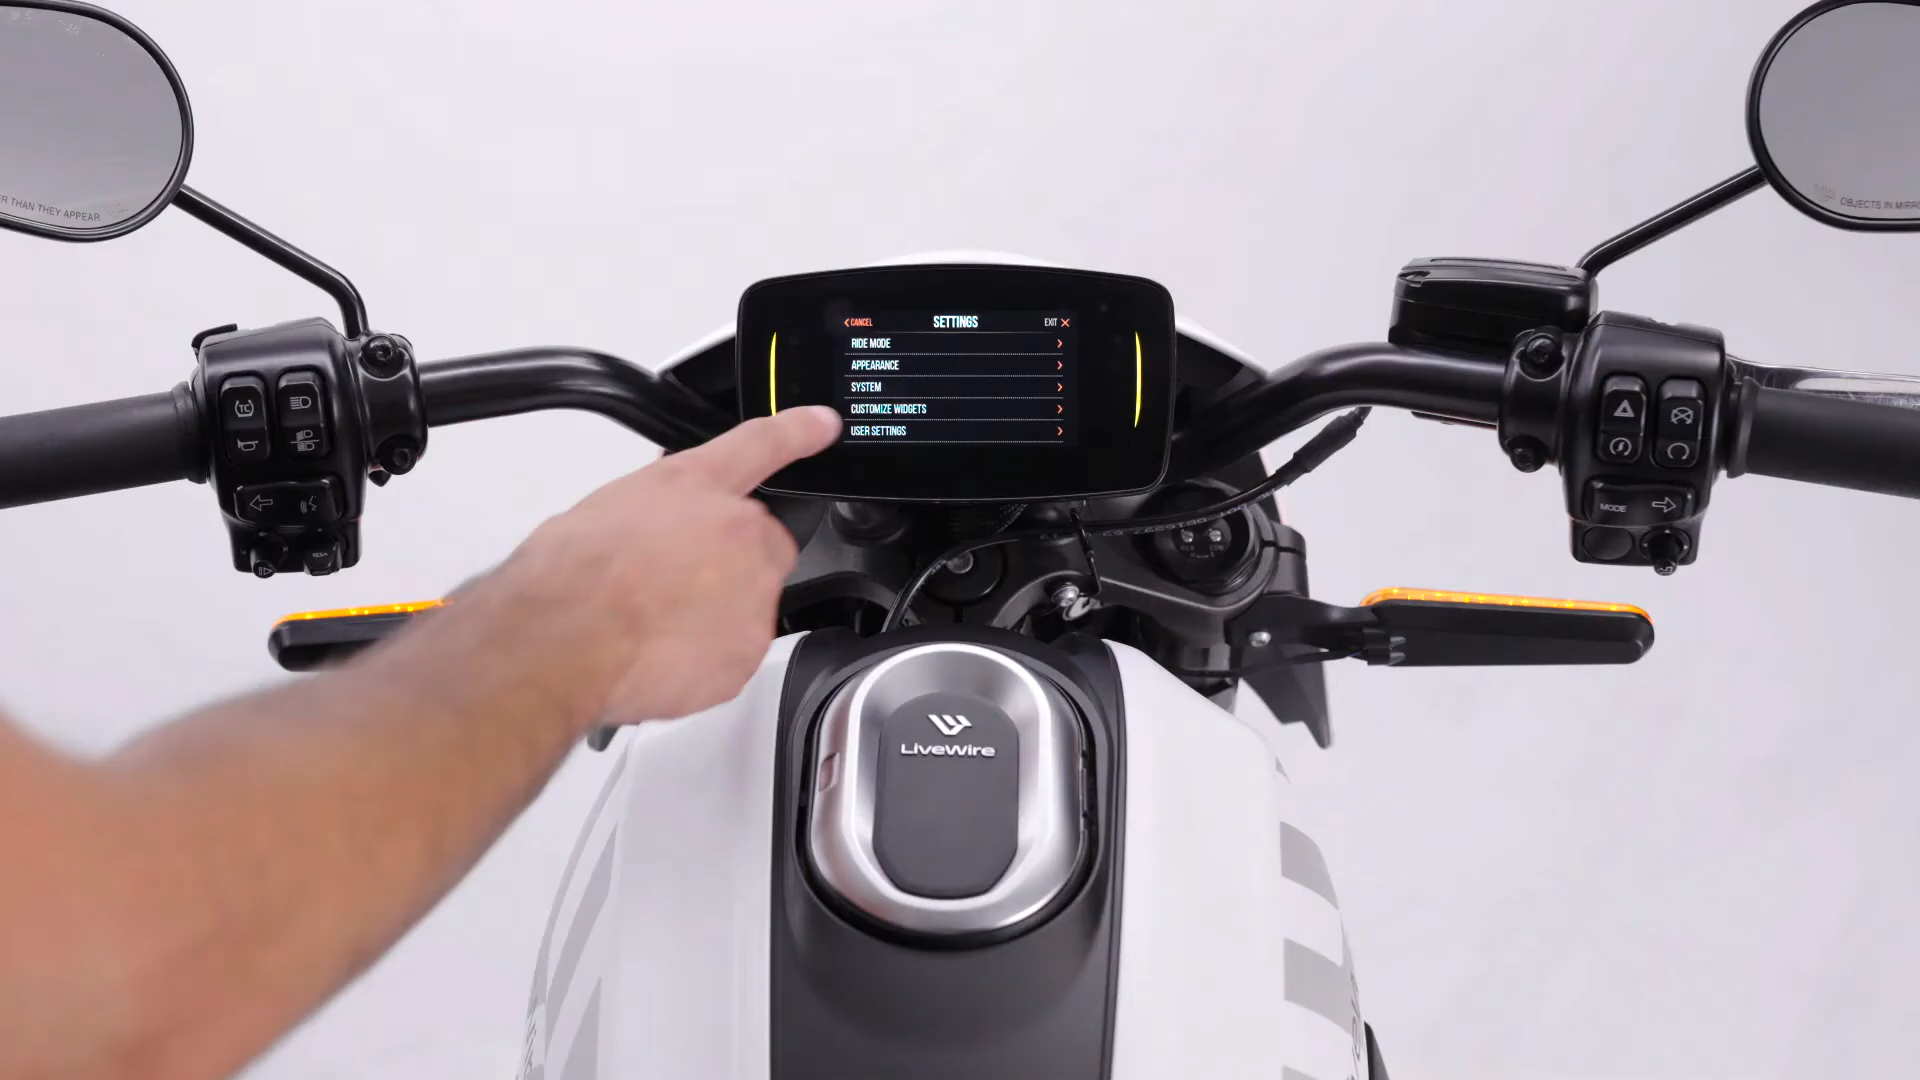 R THAN THEY APPEAR
OBJECTS IN MIRR
CANCEL
SETTINGS
EXIT
RIDE MODE
APPEARANCE
SYSTEM
CUSTOMIZE WIDGETS
USER SETTINGS
TC
MODE
LiveWire